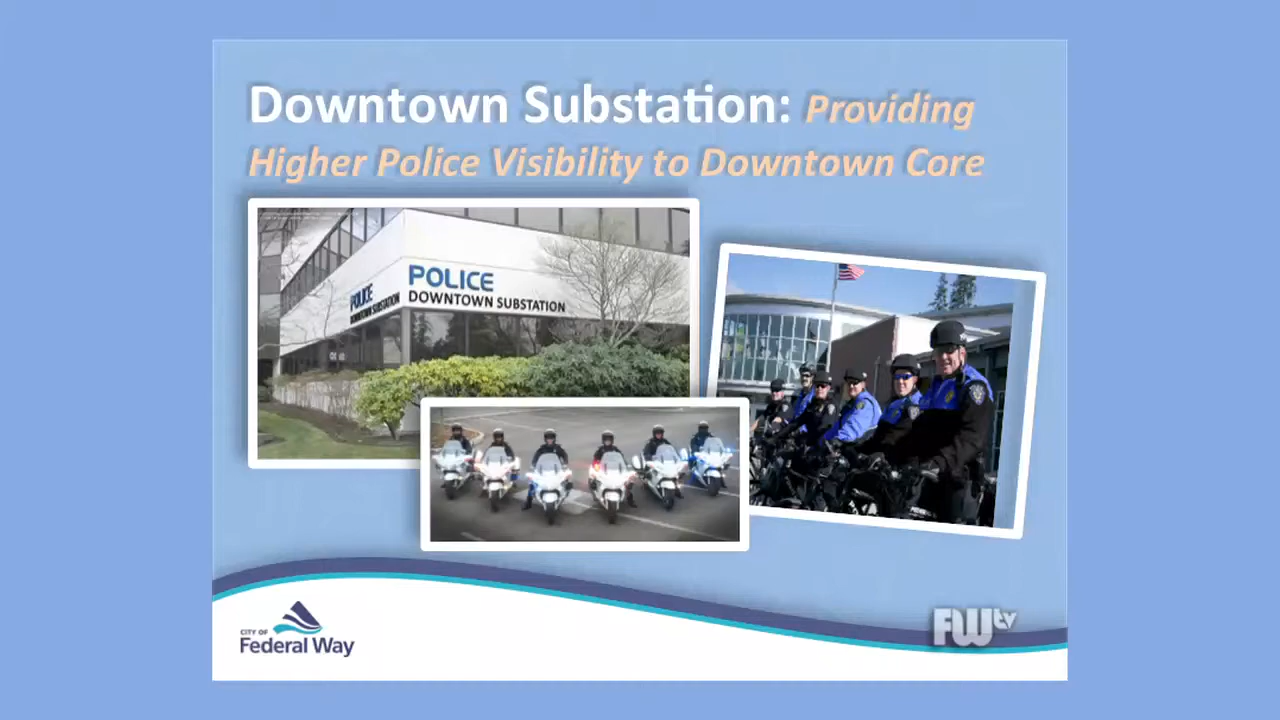 Downtown Substation: Providing
Higher Police Visibility to Downtown Core
POLICE
DOWNTOWN SUBSTATION
POLICE
DOWNTOWN SUBSTATION
CITY OF
Federal Way
FWtv